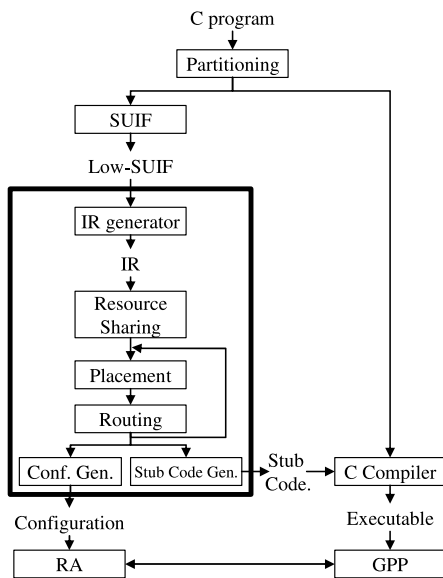 C program
Partitioning
SUIF
Low-SUIF
IR generator
IR
Resource
Sharing
Placement
Routing
Conf. Gen.
Stub Code Gen.
Stub
Code.
C Compiler
Configuration
Executable
RA
GPP